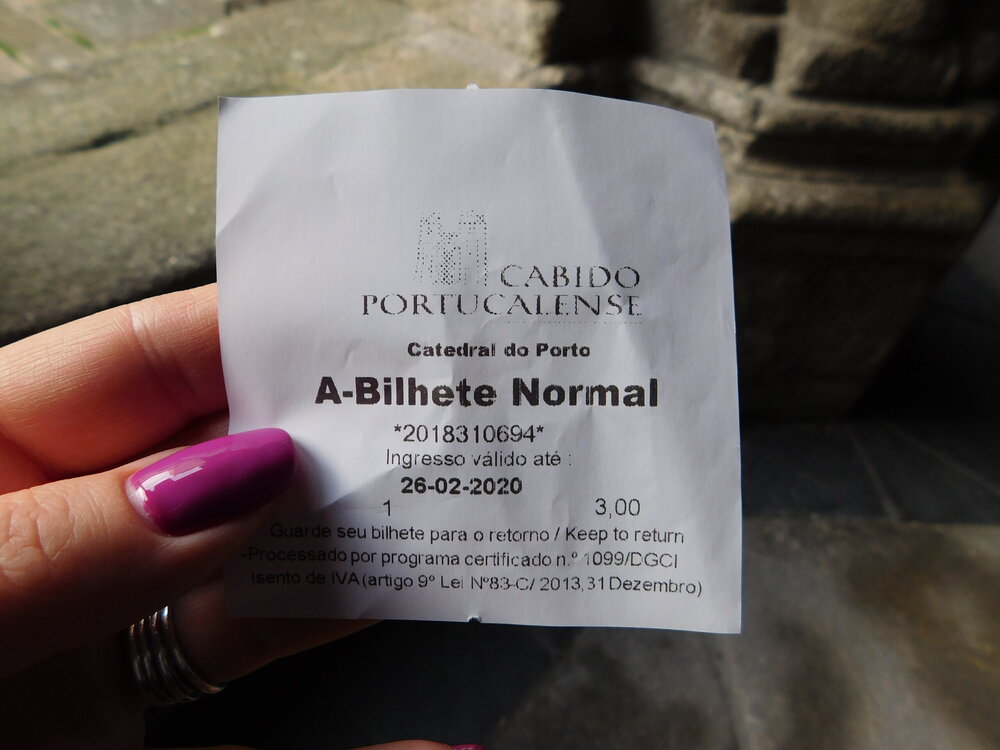 CABIDO
PORTUCALENSE
Catedral do Porto
A-Bilhete Normal
*2018310694*
Ingresso válido até :
26-02-2020
1 3,00
Guarde seu bilhete para o retorno / Keep to return
-Processado por programa certificado n.º 1099/DGCI
Isento de IVA(artigo 9º Lei Nº83-C/ 2013,31Dezembro)